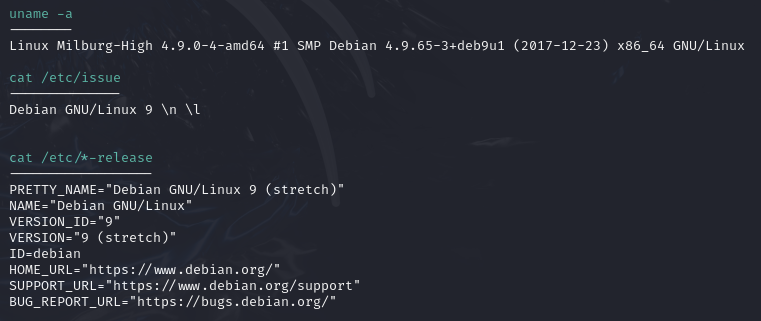 uname -a
--------
Linux Milburg-High 4.9.0-4-amd64 #1 SMP Debian 4.9.65-3+deb9u1 (2017-12-23) x86_64 GNU/Linux
cat /etc/issue
--------------
Debian GNU/Linux 9 \n \l
cat /etc/*-release
------------------
PRETTY_NAME="Debian GNU/Linux 9 (stretch)"
NAME="Debian GNU/Linux"
VERSION_ID="9"
VERSION="9 (stretch)"
ID=debian
HOME_URL="https://www.debian.org/"
SUPPORT_URL="https://www.debian.org/support"
BUG_REPORT_URL="https://bugs.debian.org/"